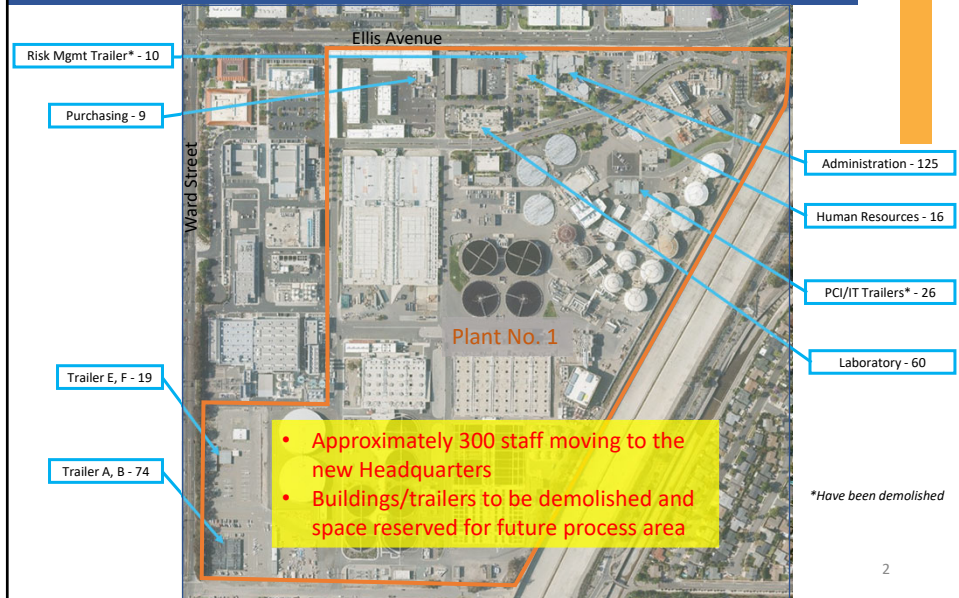 Ellis Avenue
Risk Mgmt Trailer* - 10
Purchasing - 9
Ward Street
Administration - 125
Human Resources - 16
PCI/IT Trailers* - 26
Plant No. 1
Laboratory - 60
Trailer E, F - 19
Trailer A, B - 74
• Approximately 300 staff moving to the
new Headquarters
• Buildings/trailers to be demolished and
space reserved for future process area
*Have been demolished
2